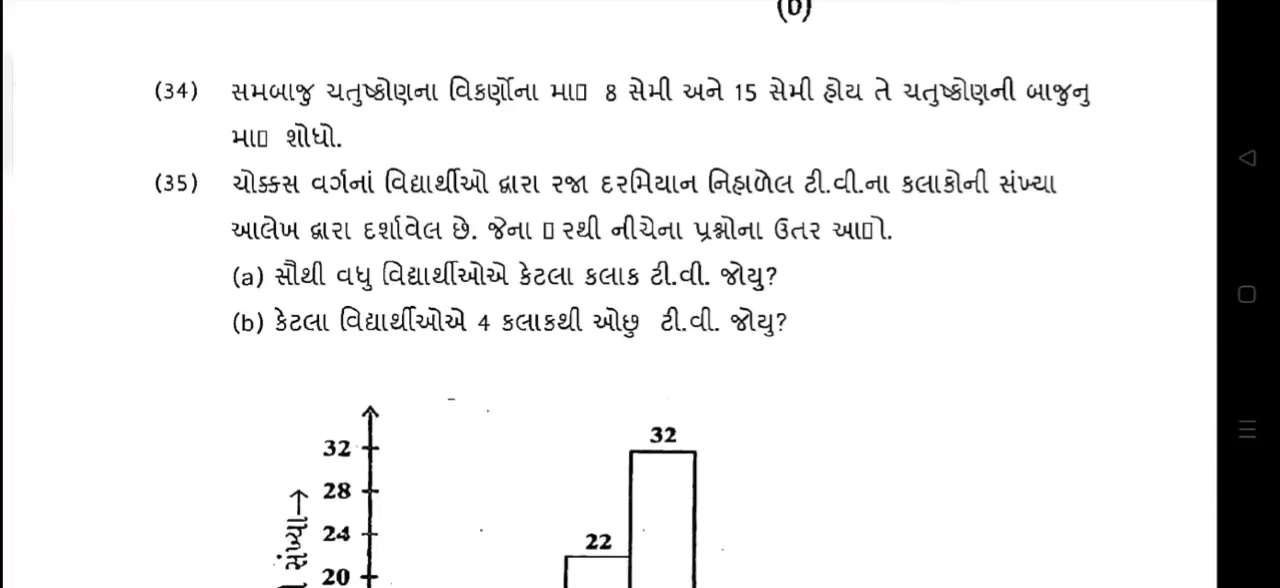 (D)
(34) સમબાજુ ચતુષ્કોણના વિકર્ણોના મા▯ 8 સેમી અને 15 સેમી હોય તે ચતુષ્કોણની બાજુનુ
મા▯ શોધો.
(35) ચોક્કસ વર્ગનાં વિદ્યાર્થીઓ દ્વારા રજા દરમિયાન નિહાળેલ ટી.વી.ના કલાકોની સંખ્યા
આલેખ દ્વારા દર્શાવેલ છે. જેના ▯રથી નીચેના પ્રશ્નોના ઉતર આ▯ો.
(a) સૌથી વધુ વિદ્યાર્થીઓએ કેટલા કલાક ટી.વી. જોયુ?
(b) કેટલા વિદ્યાર્થીઓએ 4 કલાકથી ઓછુ ટી.વી. જોયુ?
32
32
28
24
22
20
સંખ્યા→